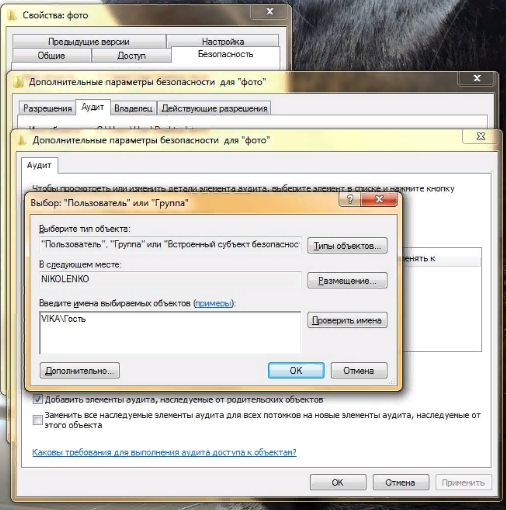 Свойства: фото
Предыдущие версии
Настройка
Общие
Доступ
Безопасность
Дополнительные параметры безопасности для "фото"
Разрешения
Аудит
Владелец
Действующие разрешения
Дополнительные параметры безопасности для "фото"
Аудит
Чтобы просмотреть или изменить детали элемента аудита, выберите элемент в списке и нажмите кнопку
Выбор: "Пользователь" или "Группа"
Выберите тип объекта:
"Пользователь", "Группа" или "Встроенный субъект безопаснос
Типы объектов...
В следующем месте:
NIKOLENKO
Размещение...
Введите имена выбираемых объектов (примеры):
VIKA\Гость
Проверить имена
Дополнительно...
OK
Отмена
енять к
Добавить элементы аудита, наследуемые от родительских объектов
Заменить все наследуемые элементы аудита для всех потомков на новые элементы аудита, наследуемые от
этого объекта
Каковы требования для выполнения аудита доступа к объектам?
OK
Отмена
Применить